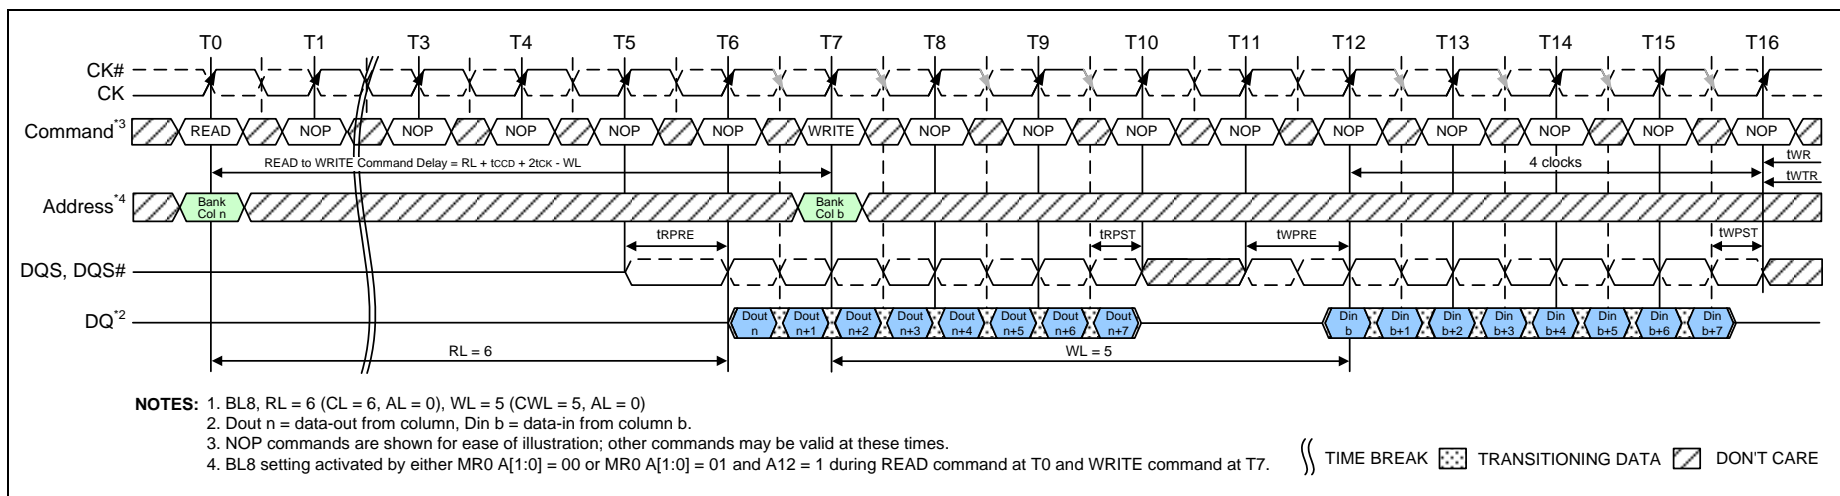 T0 T1 T3 T4 T5 T6 T7 T8 T9 T10 T11 T12 T13 T14 T15 T16
CK#
CK
Command*3 READ NOP NOP NOP NOP NOP WRITE NOP NOP NOP NOP NOP NOP NOP NOP NOP
READ to WRITE Command Delay = RL + tCCD + 2tCK - WL 4 clocks tWR
tWTR
Address*4 Bank Col n Bank Col b
tRPRE tRPST tWPRE tWPST
DQS, DQS#
DQ*2 Dout n Dout n+1 Dout n+2 Dout n+3 Dout n+4 Dout n+5 Dout n+6 Dout n+7 Din b Din b+1 Din b+2 Din b+3 Din b+4 Din b+5 Din b+6 Din b+7
RL = 6 WL = 5
NOTES: 1. BL8, RL = 6 (CL = 6, AL = 0), WL = 5 (CWL = 5, AL = 0)
2. Dout n = data-out from column, Din b = data-in from column b.
3. NOP commands are shown for ease of illustration; other commands may be valid at these times.
4. BL8 setting activated by either MR0 A[1:0] = 00 or MR0 A[1:0] = 01 and A12 = 1 during READ command at T0 and WRITE command at T7.
TIME BREAK TRANSITIONING DATA DON'T CARE